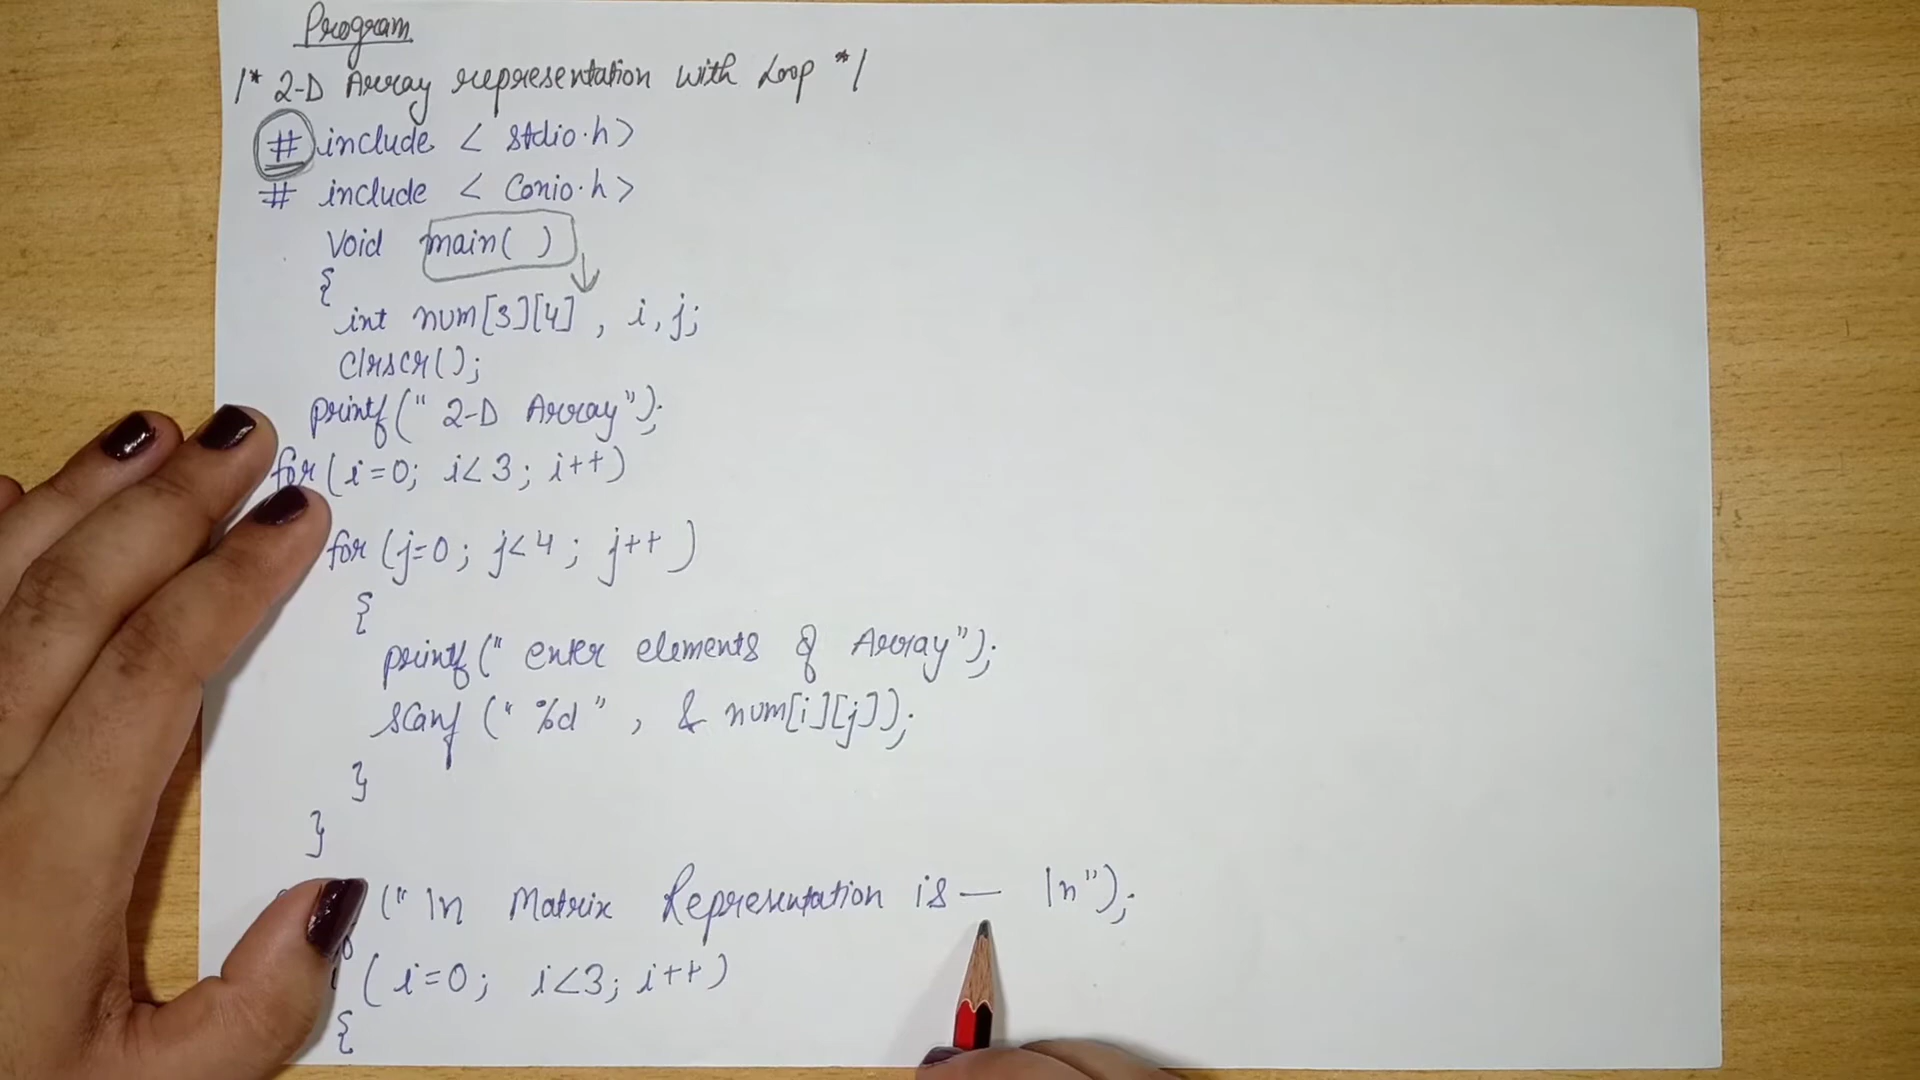 Program
/* 2-D Array representation with Loop */
# include < stdio.h>
# include < Conio.h>
Void main( )
{
int num[3][4] , i, j;
clrscr();
printf(" 2-D Array");
for( i=0; i<3; i++)
for (j=0; j<4; j++)
{
printf(" enter elements of Array");
scanf (" %d ", & num[i][j]);
}
}
(" \n Matrix Representation is — \n");
( i=0; i<3; i++)
{